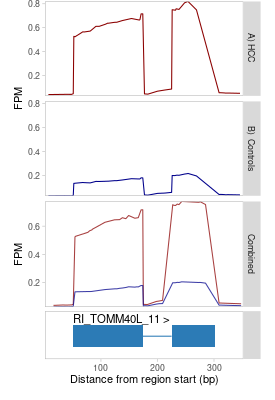 0.8
0.6
0.4
0.2
FPM
A) HCC
0.8
0.6
0.4
0.2
FPM
B) Controls
0.6
0.4
0.2
FPM
Combined
RI_TOMM40L_11 >
100
200
300
Distance from region start (bp)